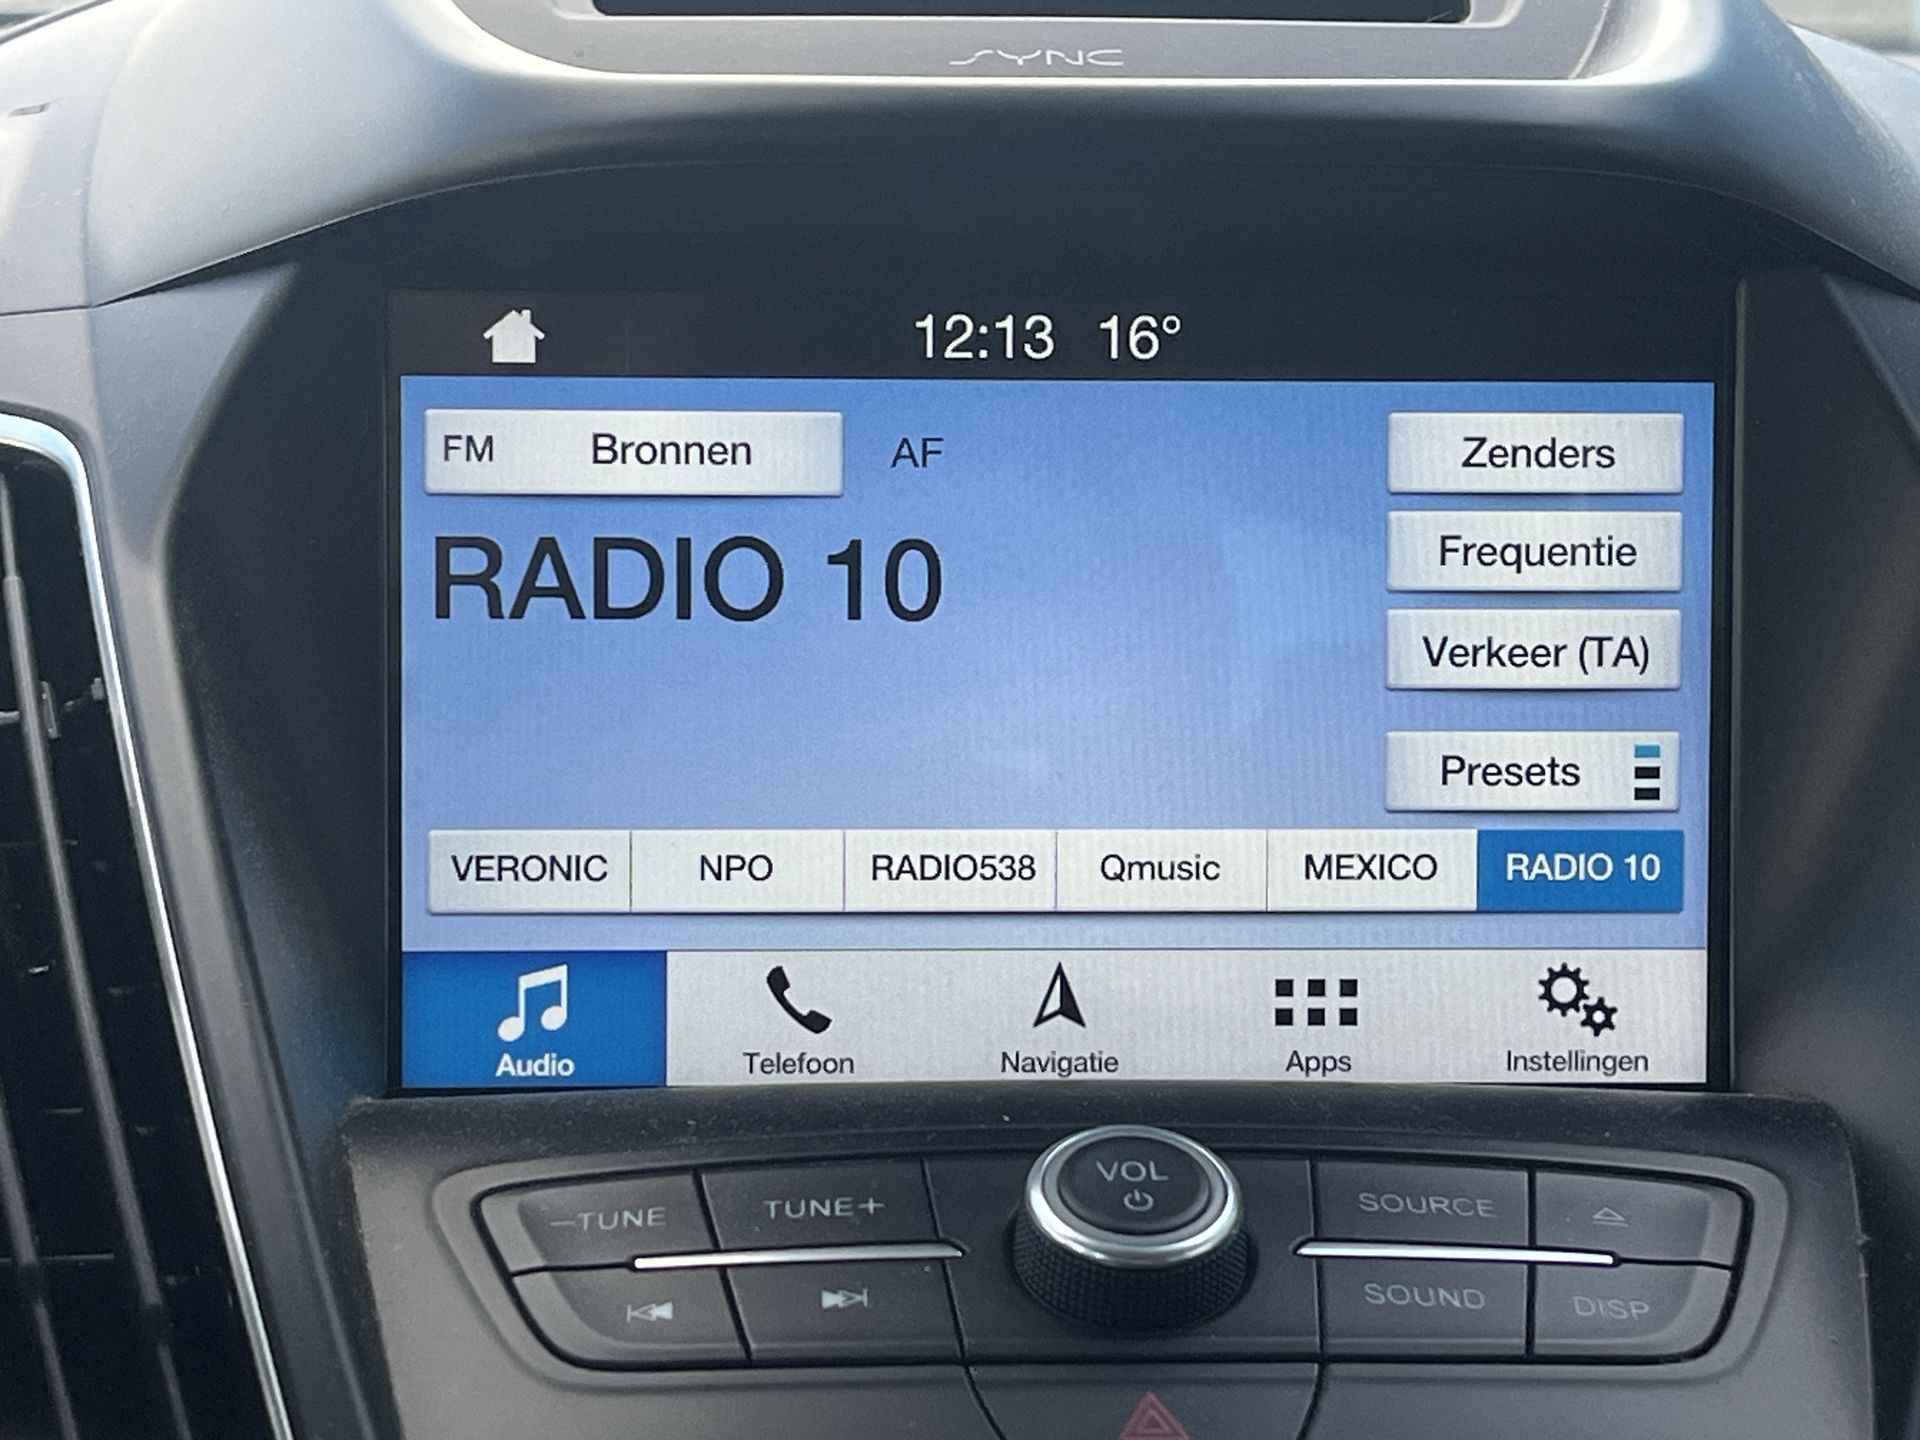 SYNC
12:13 16°
FM Bronnen AF Zenders
RADIO 10
Frequentie
Verkeer (TA)
Presets
VERONIC NPO RADIO538 Qmusic MEXICO RADIO 10
Audio Telefoon Navigatie Apps Instellingen
–TUNE TUNE+ VOL SOURCE
SOUND DISP